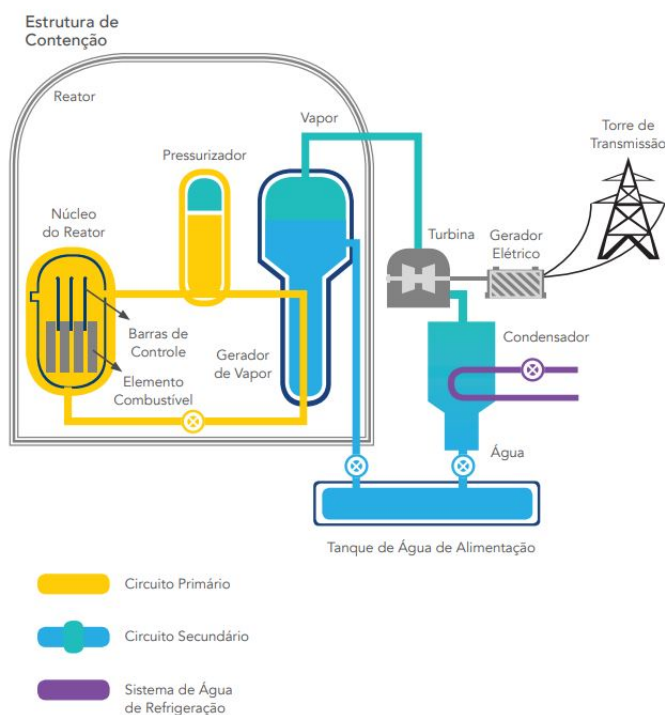 Estrutura de
Contenção
Reator
Vapor
Torre de
Transmissão
Pressurizador
Núcleo
do Reator
Turbina
Gerador
Elétrico
Barras de
Controle
Gerador
de Vapor
Condensador
Elemento
Combustível
Água
Tanque de Água de Alimentação
Circuito Primário
Circuito Secundário
Sistema de Água
de Refrigeração